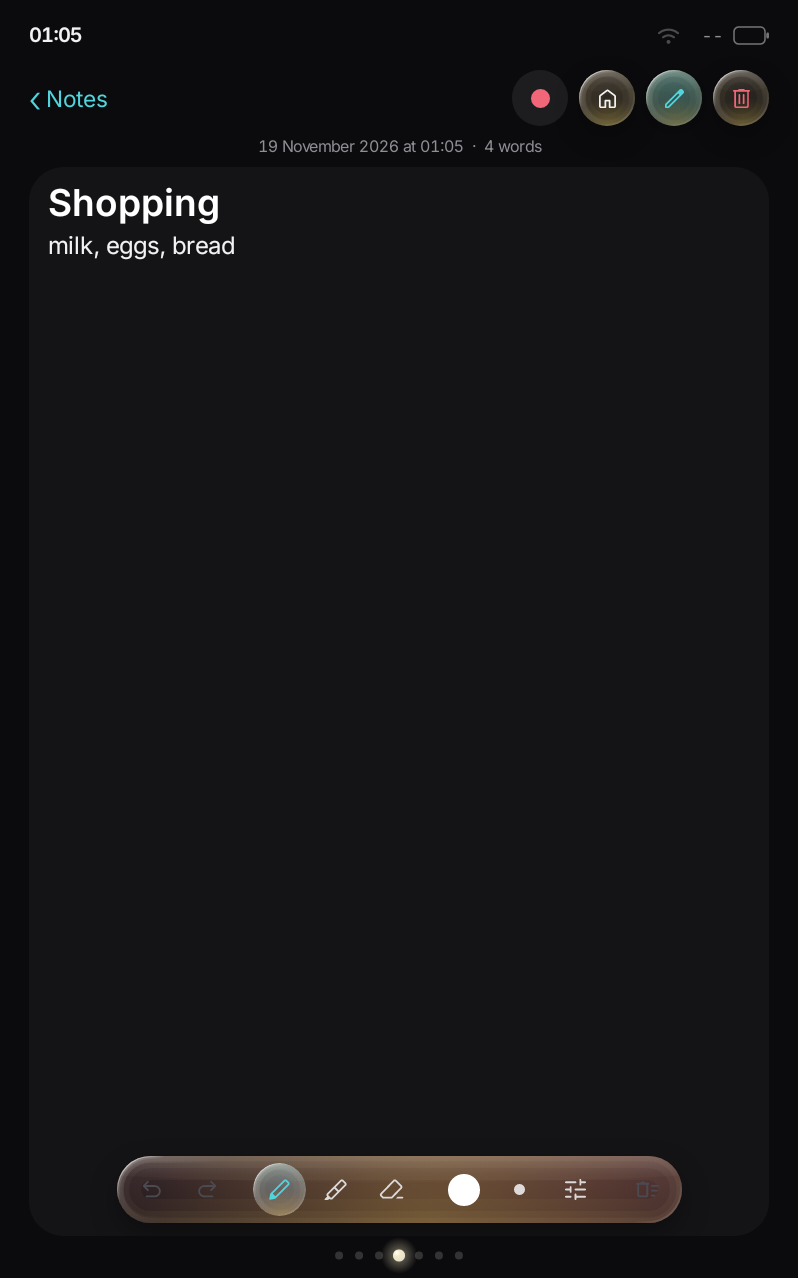 01:05
--
Notes
19 November 2026 at 01:05 · 4 words
Shopping
milk, eggs, bread